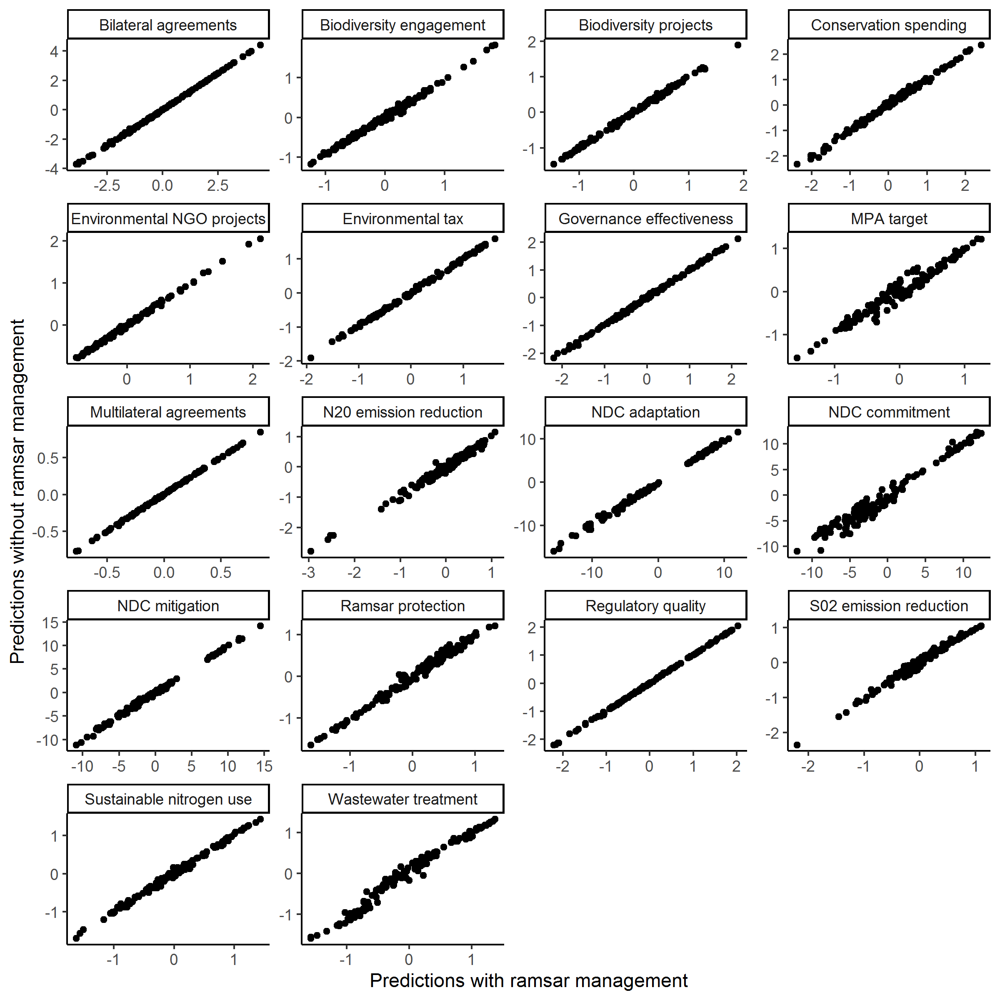 Bilateral agreements
Biodiversity engagement
Biodiversity projects
Conservation spending
4
2
0
-2
-4
-2.5 0.0 2.5
1
0
-1
-1 0 1
2
1
0
-1
-1 0 1 2
2
1
0
-1
-2
-2 -1 0 1 2
Environmental NGO projects
Environmental tax
Governance effectiveness
MPA target
2
1
0
0 1 2
1
0
-1
-2
-2 -1 0 1
2
1
0
-1
-2
-2 -1 0 1 2
1
0
-1
-1 0 1
Multilateral agreements
N20 emission reduction
NDC adaptation
NDC commitment
0.5
0.0
-0.5
-0.5 0.0 0.5
1
0
-1
-2
-3 -2 -1 0 1
10
0
-10
-10 0 10
10
5
0
-5
-10
-10 -5 0 5 10
NDC mitigation
Ramsar protection
Regulatory quality
S02 emission reduction
15
10
5
0
-5
-10
-10 -5 0 5 10 15
1
0
-1
-1 0 1
2
1
0
-1
-2
-2 -1 0 1 2
1
0
-1
-2
-2 -1 0 1
Sustainable nitrogen use
Wastewater treatment
1
0
-1
-1 0 1
1
0
-1
-1 0 1
Predictions without ramsar management
Predictions with ramsar management